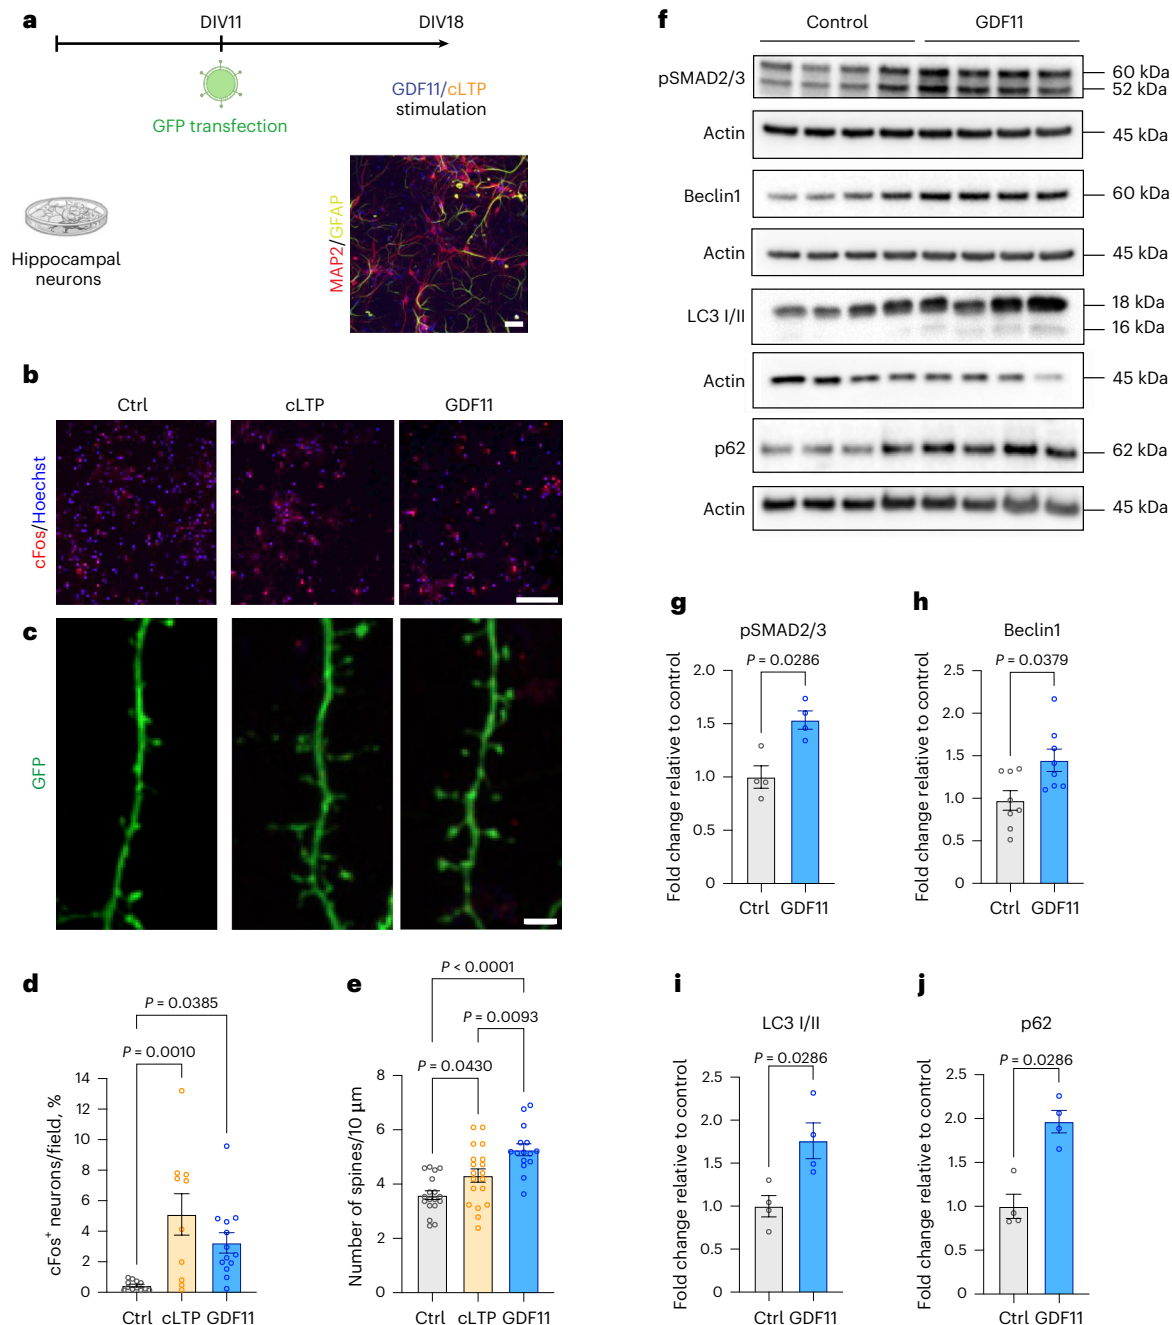 a
DIV11
DIV18
GFP transfection
GDF11/cLTP
stimulation
Hippocampal
neurons
MAP2/GFAP
b
Ctrl
cLTP
GDF11
cFos/Hoechst
c
GFP
d
P = 0.0385
P = 0.0010
14
12
10
8
6
4
2
0
cFos+ neurons/field, %
Ctrl cLTP GDF11
e
P < 0.0001
P = 0.0093
P = 0.0430
8
6
4
2
0
Number of spines/10 µm
Ctrl cLTP GDF11
f
Control
GDF11
pSMAD2/3
60 kDa
52 kDa
Actin
45 kDa
Beclin1
60 kDa
Actin
45 kDa
LC3 I/II
18 kDa
16 kDa
Actin
45 kDa
p62
62 kDa
Actin
45 kDa
g
pSMAD2/3
P = 0.0286
2.0
1.5
1.0
0.5
0
Fold change relative to control
Ctrl GDF11
h
Beclin1
P = 0.0379
2.5
2.0
1.5
1.0
0.5
0
Fold change relative to control
Ctrl GDF11
i
LC3 I/II
P = 0.0286
2.5
2.0
1.5
1.0
0.5
0
Fold change relative to control
Ctrl GDF11
j
p62
P = 0.0286
2.5
2.0
1.5
1.0
0.5
0
Fold change relative to control
Ctrl GDF11